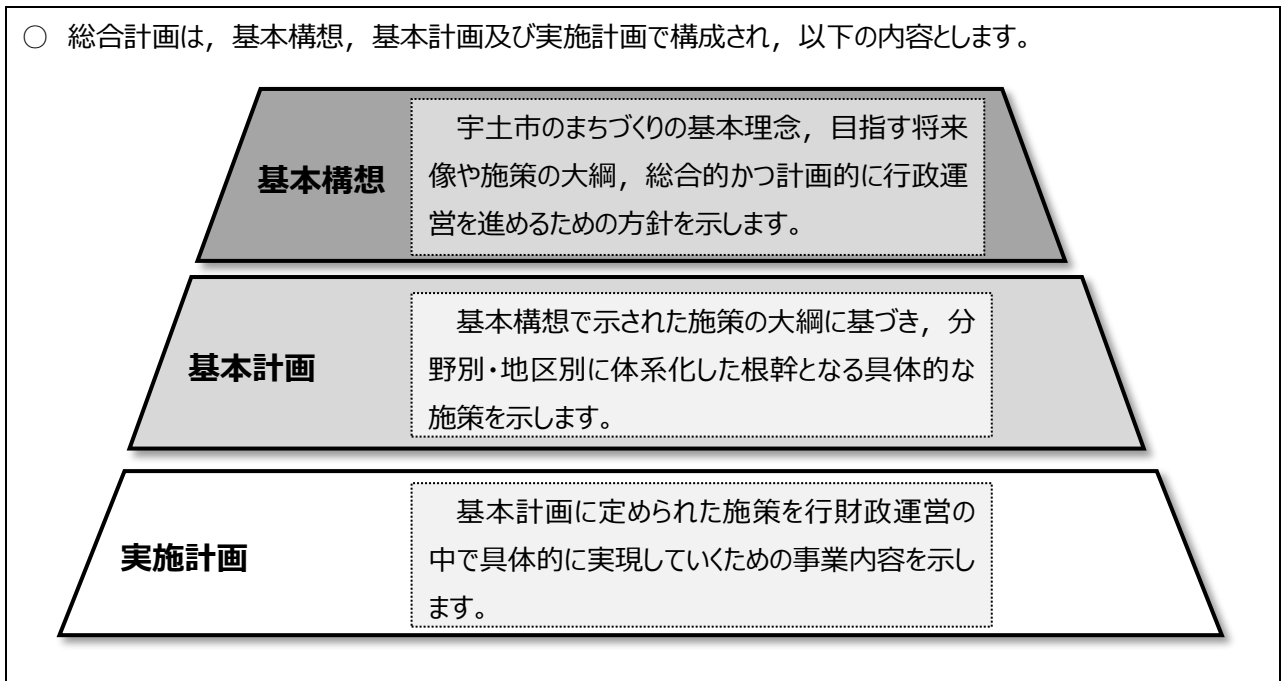 ○ 総合計画は，基本構想，基本計画及び実施計画で構成され，以下の内容とします。
基本構想
宇土市のまちづくりの基本理念，目指す将来
像や施策の大綱，総合的かつ計画的に行政運
営を進めるための方針を示します。
基本計画
基本構想で示された施策の大綱に基づき，分
野別・地区別に体系化した根幹となる具体的な
施策を示します。
実施計画
基本計画に定められた施策を行財政運営の
中で具体的に実現していくための事業内容を示し
ます。